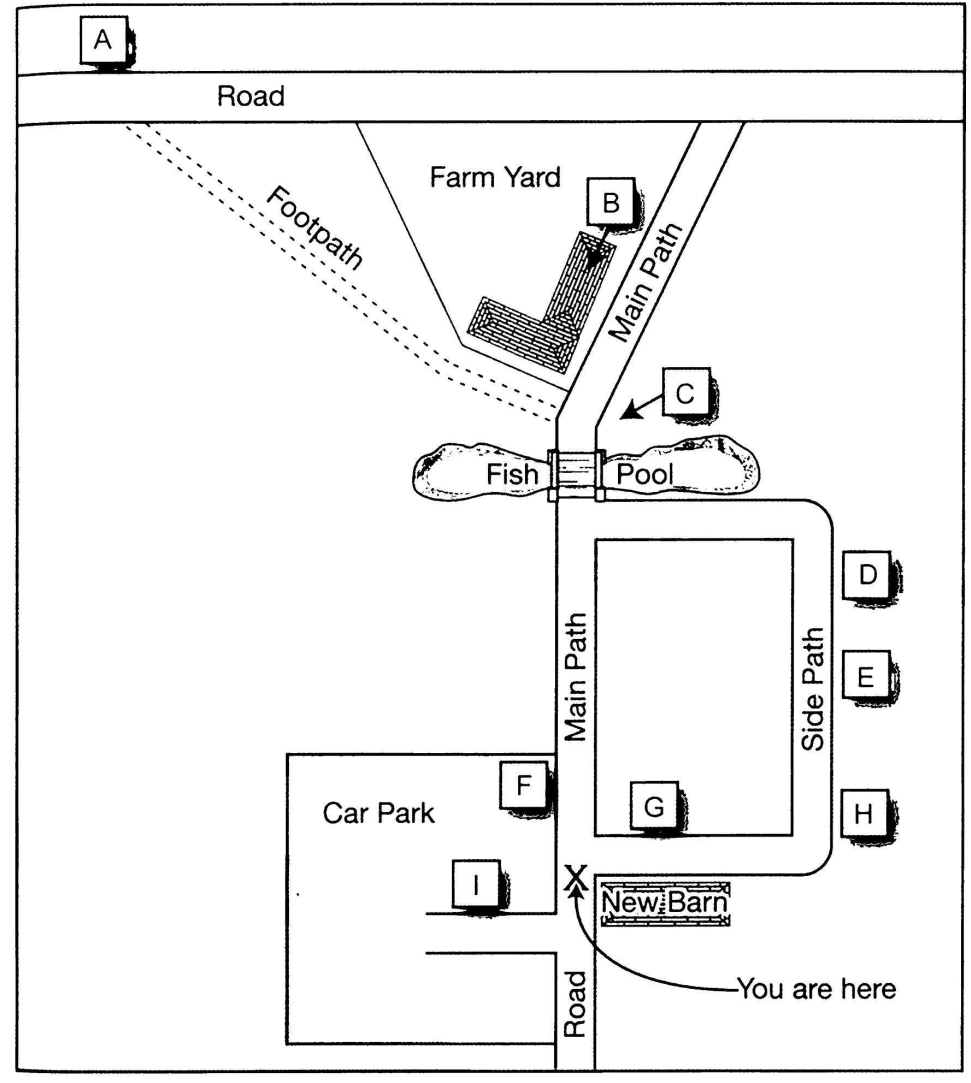 A
Road
Farm Yard
B
Footpath
Main Path
C
Fish Pool
D
Main Path
Side Path
E
F
Car Park
G
H
I
New Barn
You are here
Road